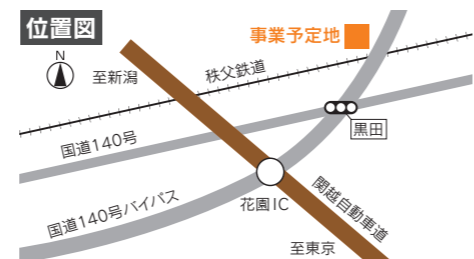 位置図
事業予定地
N
至新潟
秩父鉄道
国道140号
黒田
国道140号バイパス
花園IC
関越自動車道
至東京